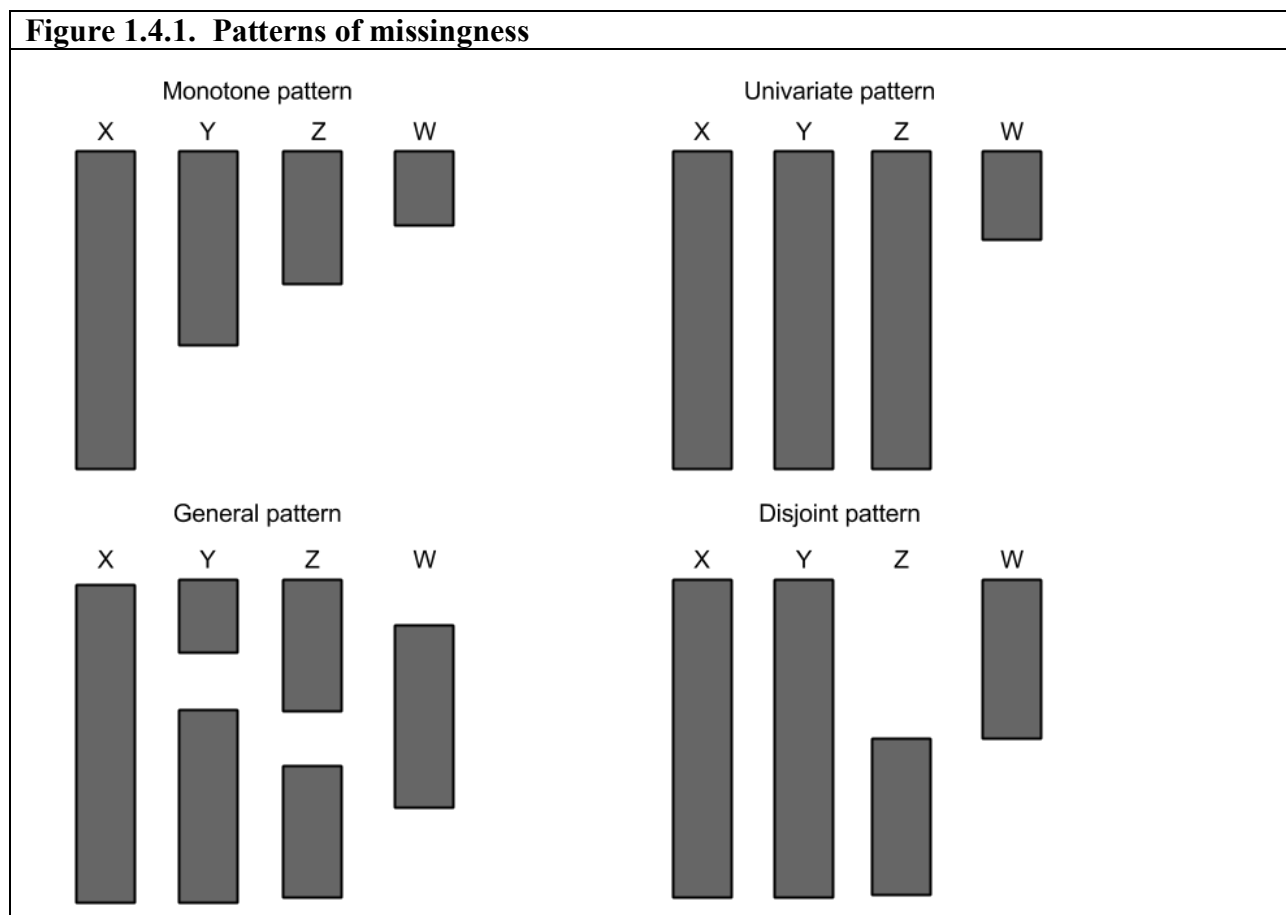 Figure 1.4.1. Patterns of missingness
Monotone pattern
X Y Z W
Univariate pattern
X Y Z W
General pattern
X Y Z W
Disjoint pattern
X Y Z W